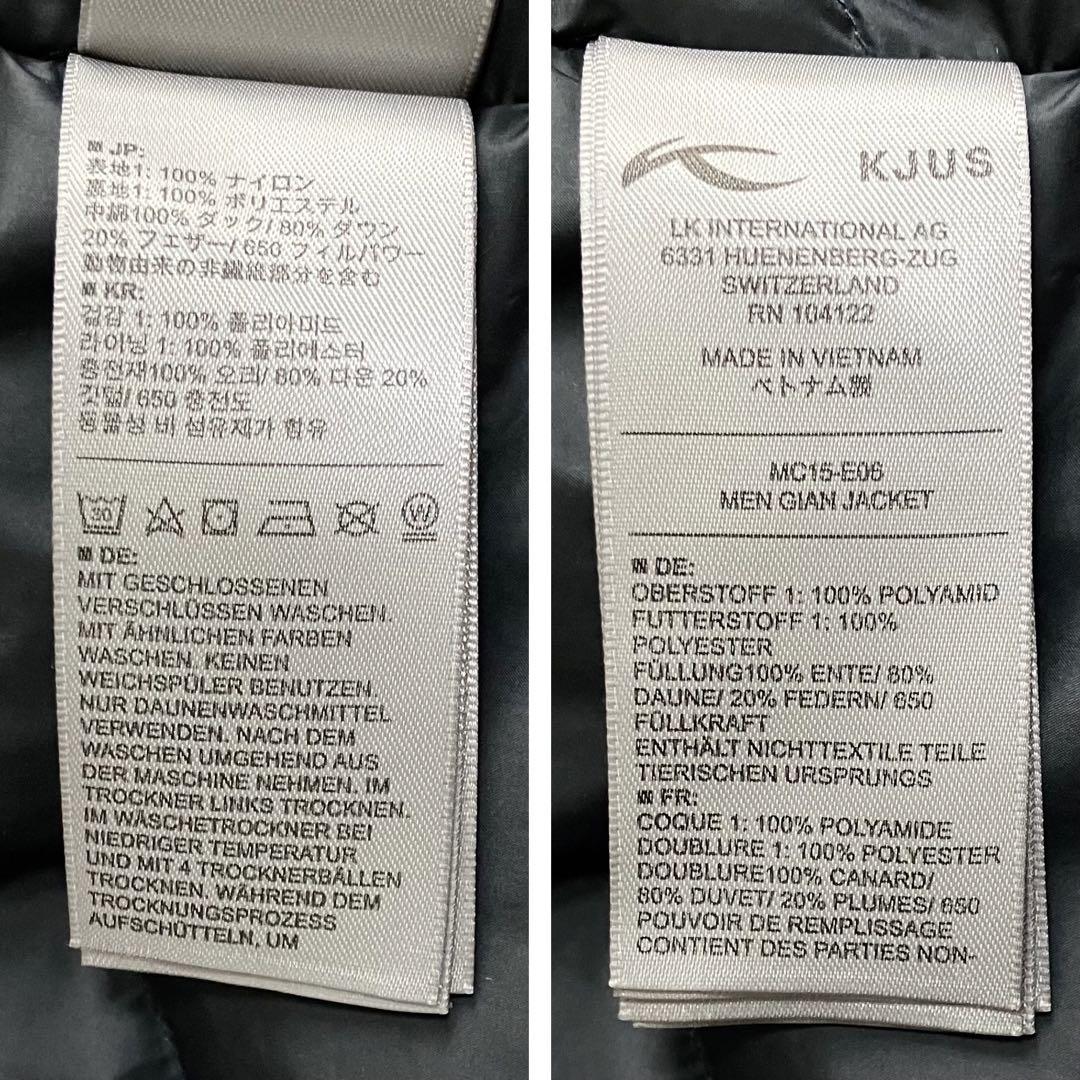 JP:
表地1: 100% ナイロン
裏地1: 100% ポリエステル
中綿100% ダック/ 80% ダウン
20% フェザー/ 650 フィルパワー
動物由来の非繊維部分を含む
KR:
겉감 1: 100% 폴리아미드
라이닝 1: 100% 폴리에스터
충전재100% 오리/ 80% 다운 20%
깃털/ 650 충전도
동물성 비 섬유제가 함유
30
W
DE:
MIT GESCHLOSSENEN
VERSCHLÜSSEN WASCHEN.
MIT ÄHNLICHEN FARBEN
WASCHEN. KEINEN
WEICHSPÜLER BENUTZEN.
NUR DAUNENWASCHMITTEL
VERWENDEN. NACH DEM
WASCHEN UMGEHEND AUS
DER MASCHINE NEHMEN. IM
TROCKNER LINKS TROCKNEN.
IM WÄSCHETROCKNER BEI
NIEDRIGER TEMPERATUR
UND MIT 4 TROCKNERBÄLLEN
TROCKNEN. WÄHREND DEM
TROCKNUNGSPROZESS
AUFSCHÜTTELN, UM
KJUS
LK INTERNATIONAL AG
6331 HUENENBERG-ZUG
SWITZERLAND
RN 104122
MADE IN VIETNAM
ベトナム製
MC15-E06
MEN GIAN JACKET
DE:
OBERSTOFF 1: 100% POLYAMID
FUTTERSTOFF 1: 100%
POLYESTER
FÜLLUNG100% ENTE/ 80%
DAUNE/ 20% FEDERN/ 650
FÜLLKRAFT
ENTHÄLT NICHTTEXTILE TEILE
TIERISCHEN URSPRUNGS
FR:
COQUE 1: 100% POLYAMIDE
DOUBLURE 1: 100% POLYESTER
DOUBLURE100% CANARD/
80% DUVET/ 20% PLUMES/ 650
POUVOIR DE REMPLISSAGE
CONTIENT DES PARTIES NON-